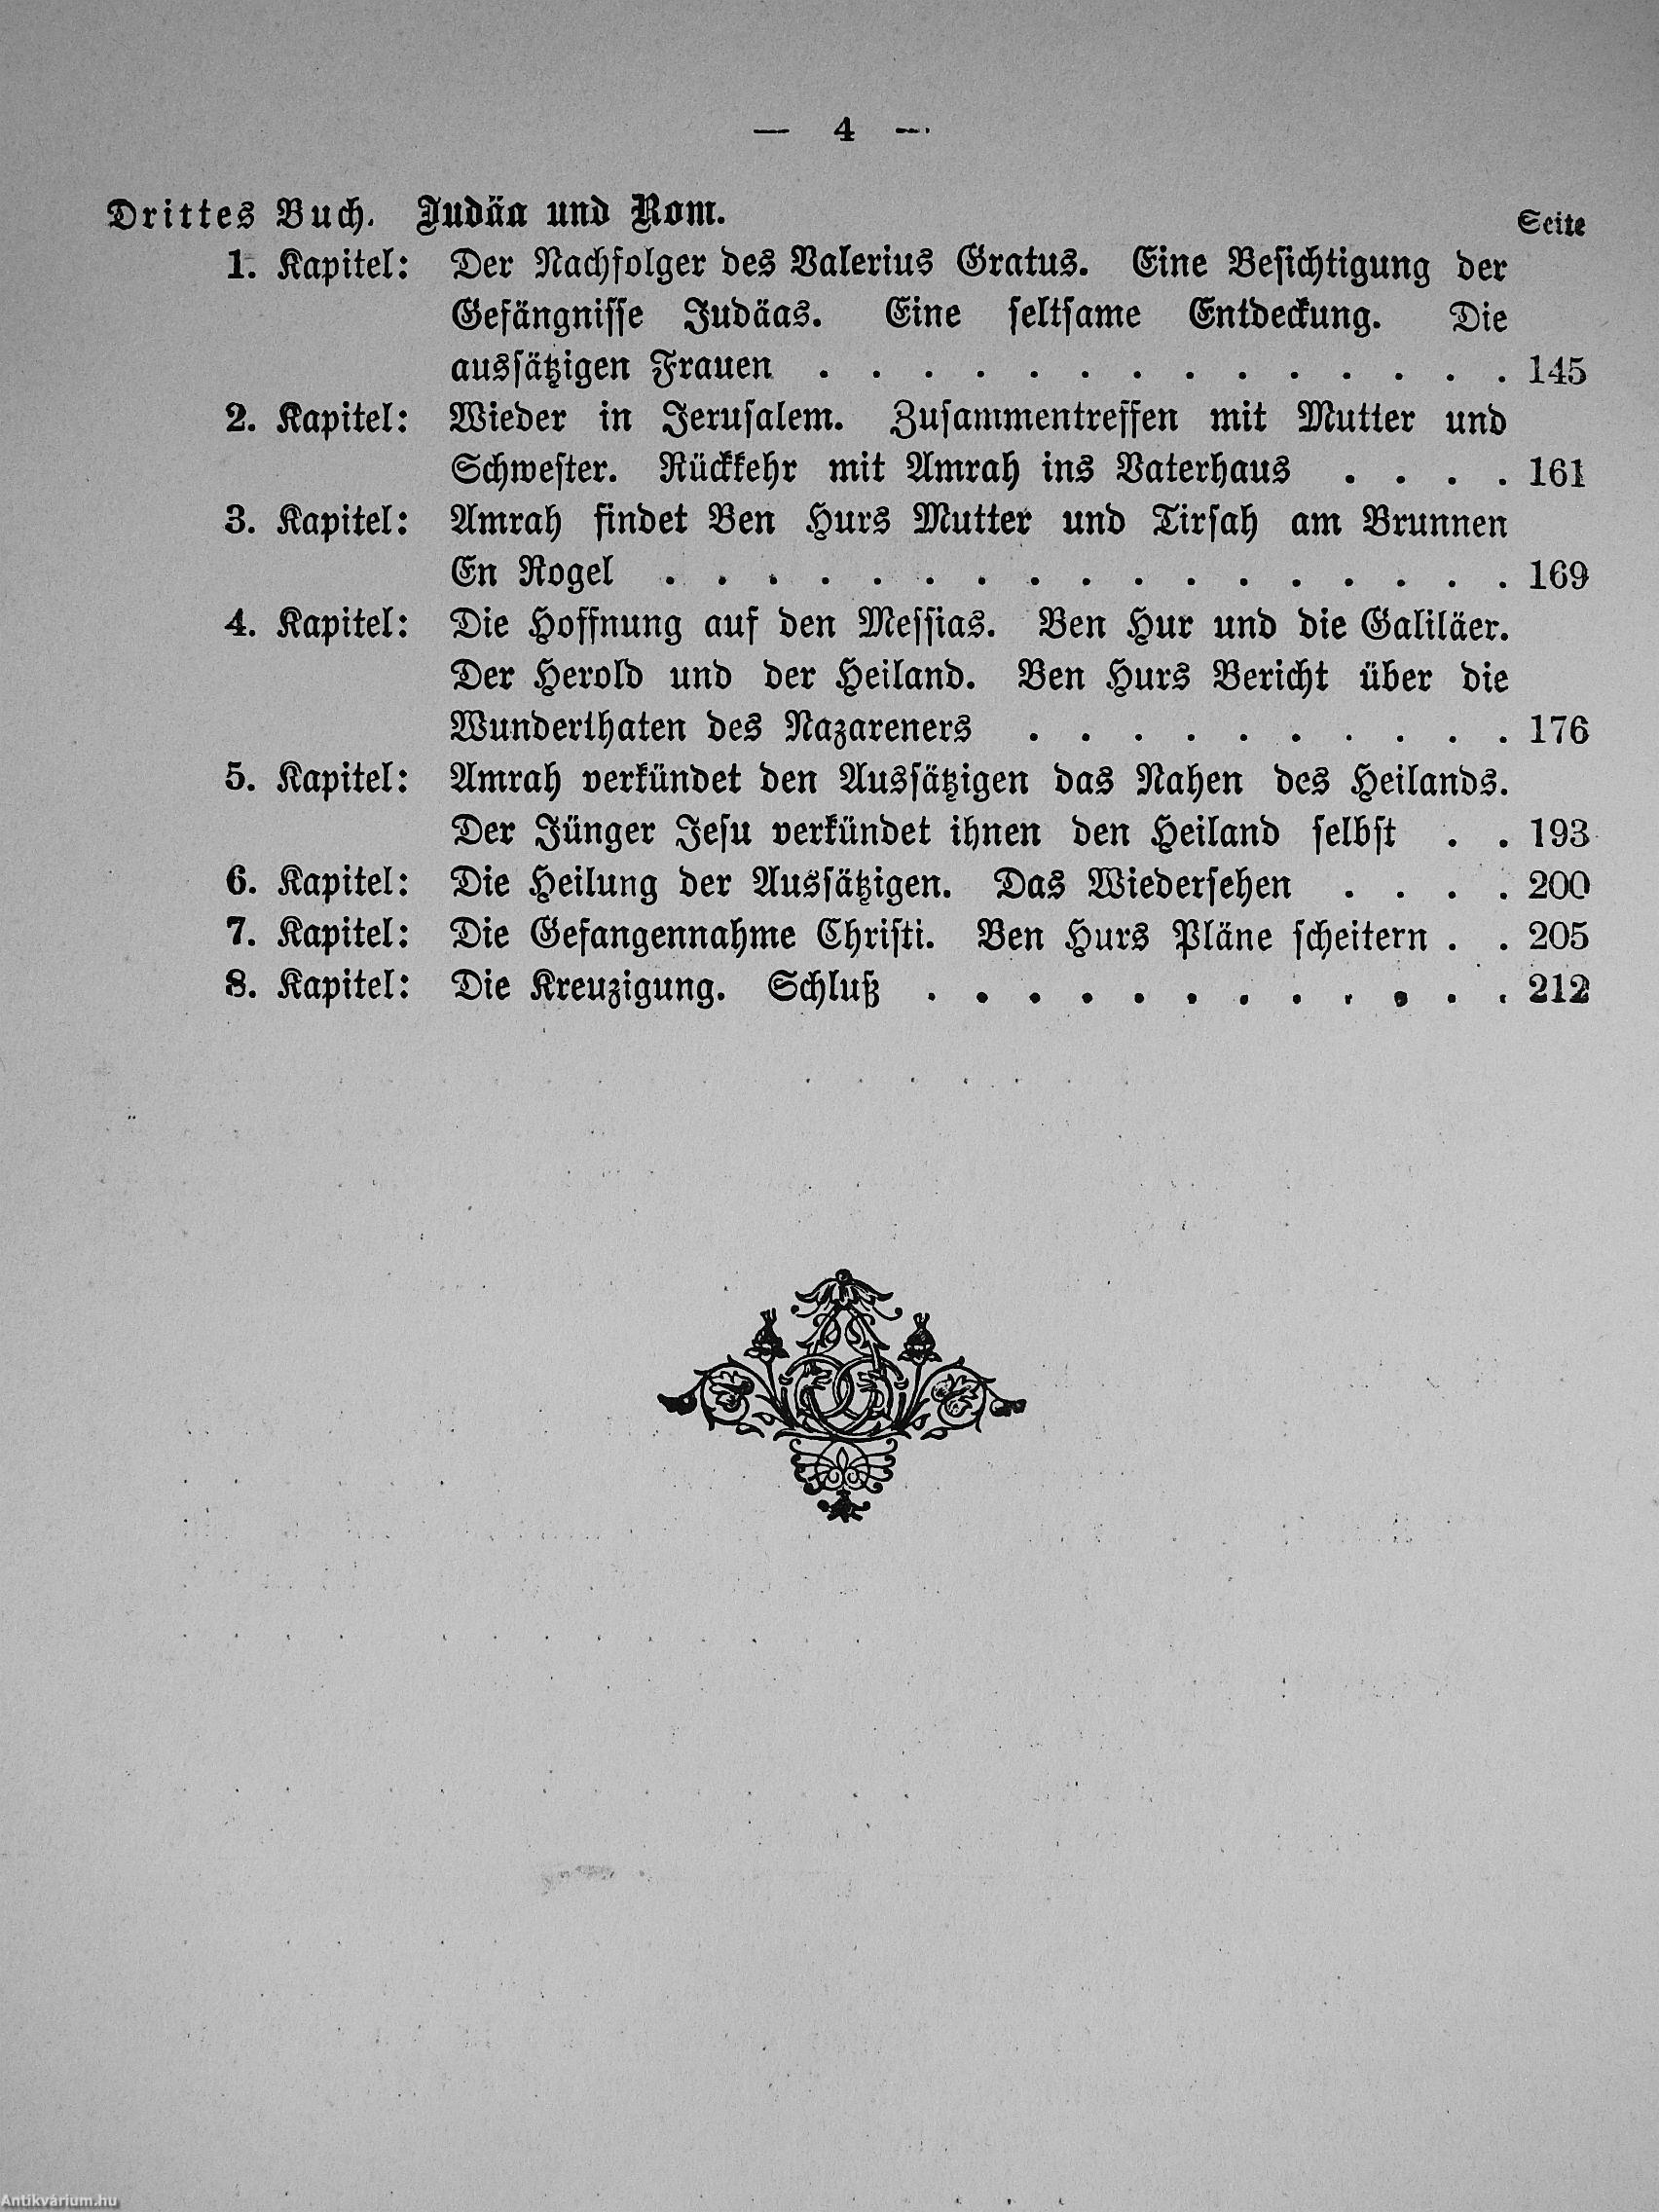 — 4 —
Drittes Buch. Judäa und Rom.
Seite
1. Kapitel: Der Nachfolger des Valerius Gratus. Eine Besichtigung der
Gefängnisse Judäas. Eine seltsame Entdeckung. Die
aussätzigen Frauen . . . . . . . . . . . . . . 145
2. Kapitel: Wieder in Jerusalem. Zusammentreffen mit Mutter und
Schwester. Rückkehr mit Amrah ins Vaterhaus . . . . 161
3. Kapitel: Amrah findet Ben Hurs Mutter und Tirsah am Brunnen
En Rogel . . . . . . . . . . . . . . . . . 169
4. Kapitel: Die Hoffnung auf den Messias. Ben Hur und die Galiläer.
Der Herold und der Heiland. Ben Hurs Bericht über die
Wunderthaten des Nazareners . . . . . . . . . . 176
5. Kapitel: Amrah verkündet den Aussätzigen das Nahen des Heilands.
Der Jünger Jesu verkündet ihnen den Heiland selbst . . 193
6. Kapitel: Die Heilung der Aussätzigen. Das Wiedersehen . . . . 200
7. Kapitel: Die Gefangennahme Christi. Ben Hurs Pläne scheitern . . 205
8. Kapitel: Die Kreuzigung. Schluß . . . . . . . . . . . . 212
Antikvárium.hu